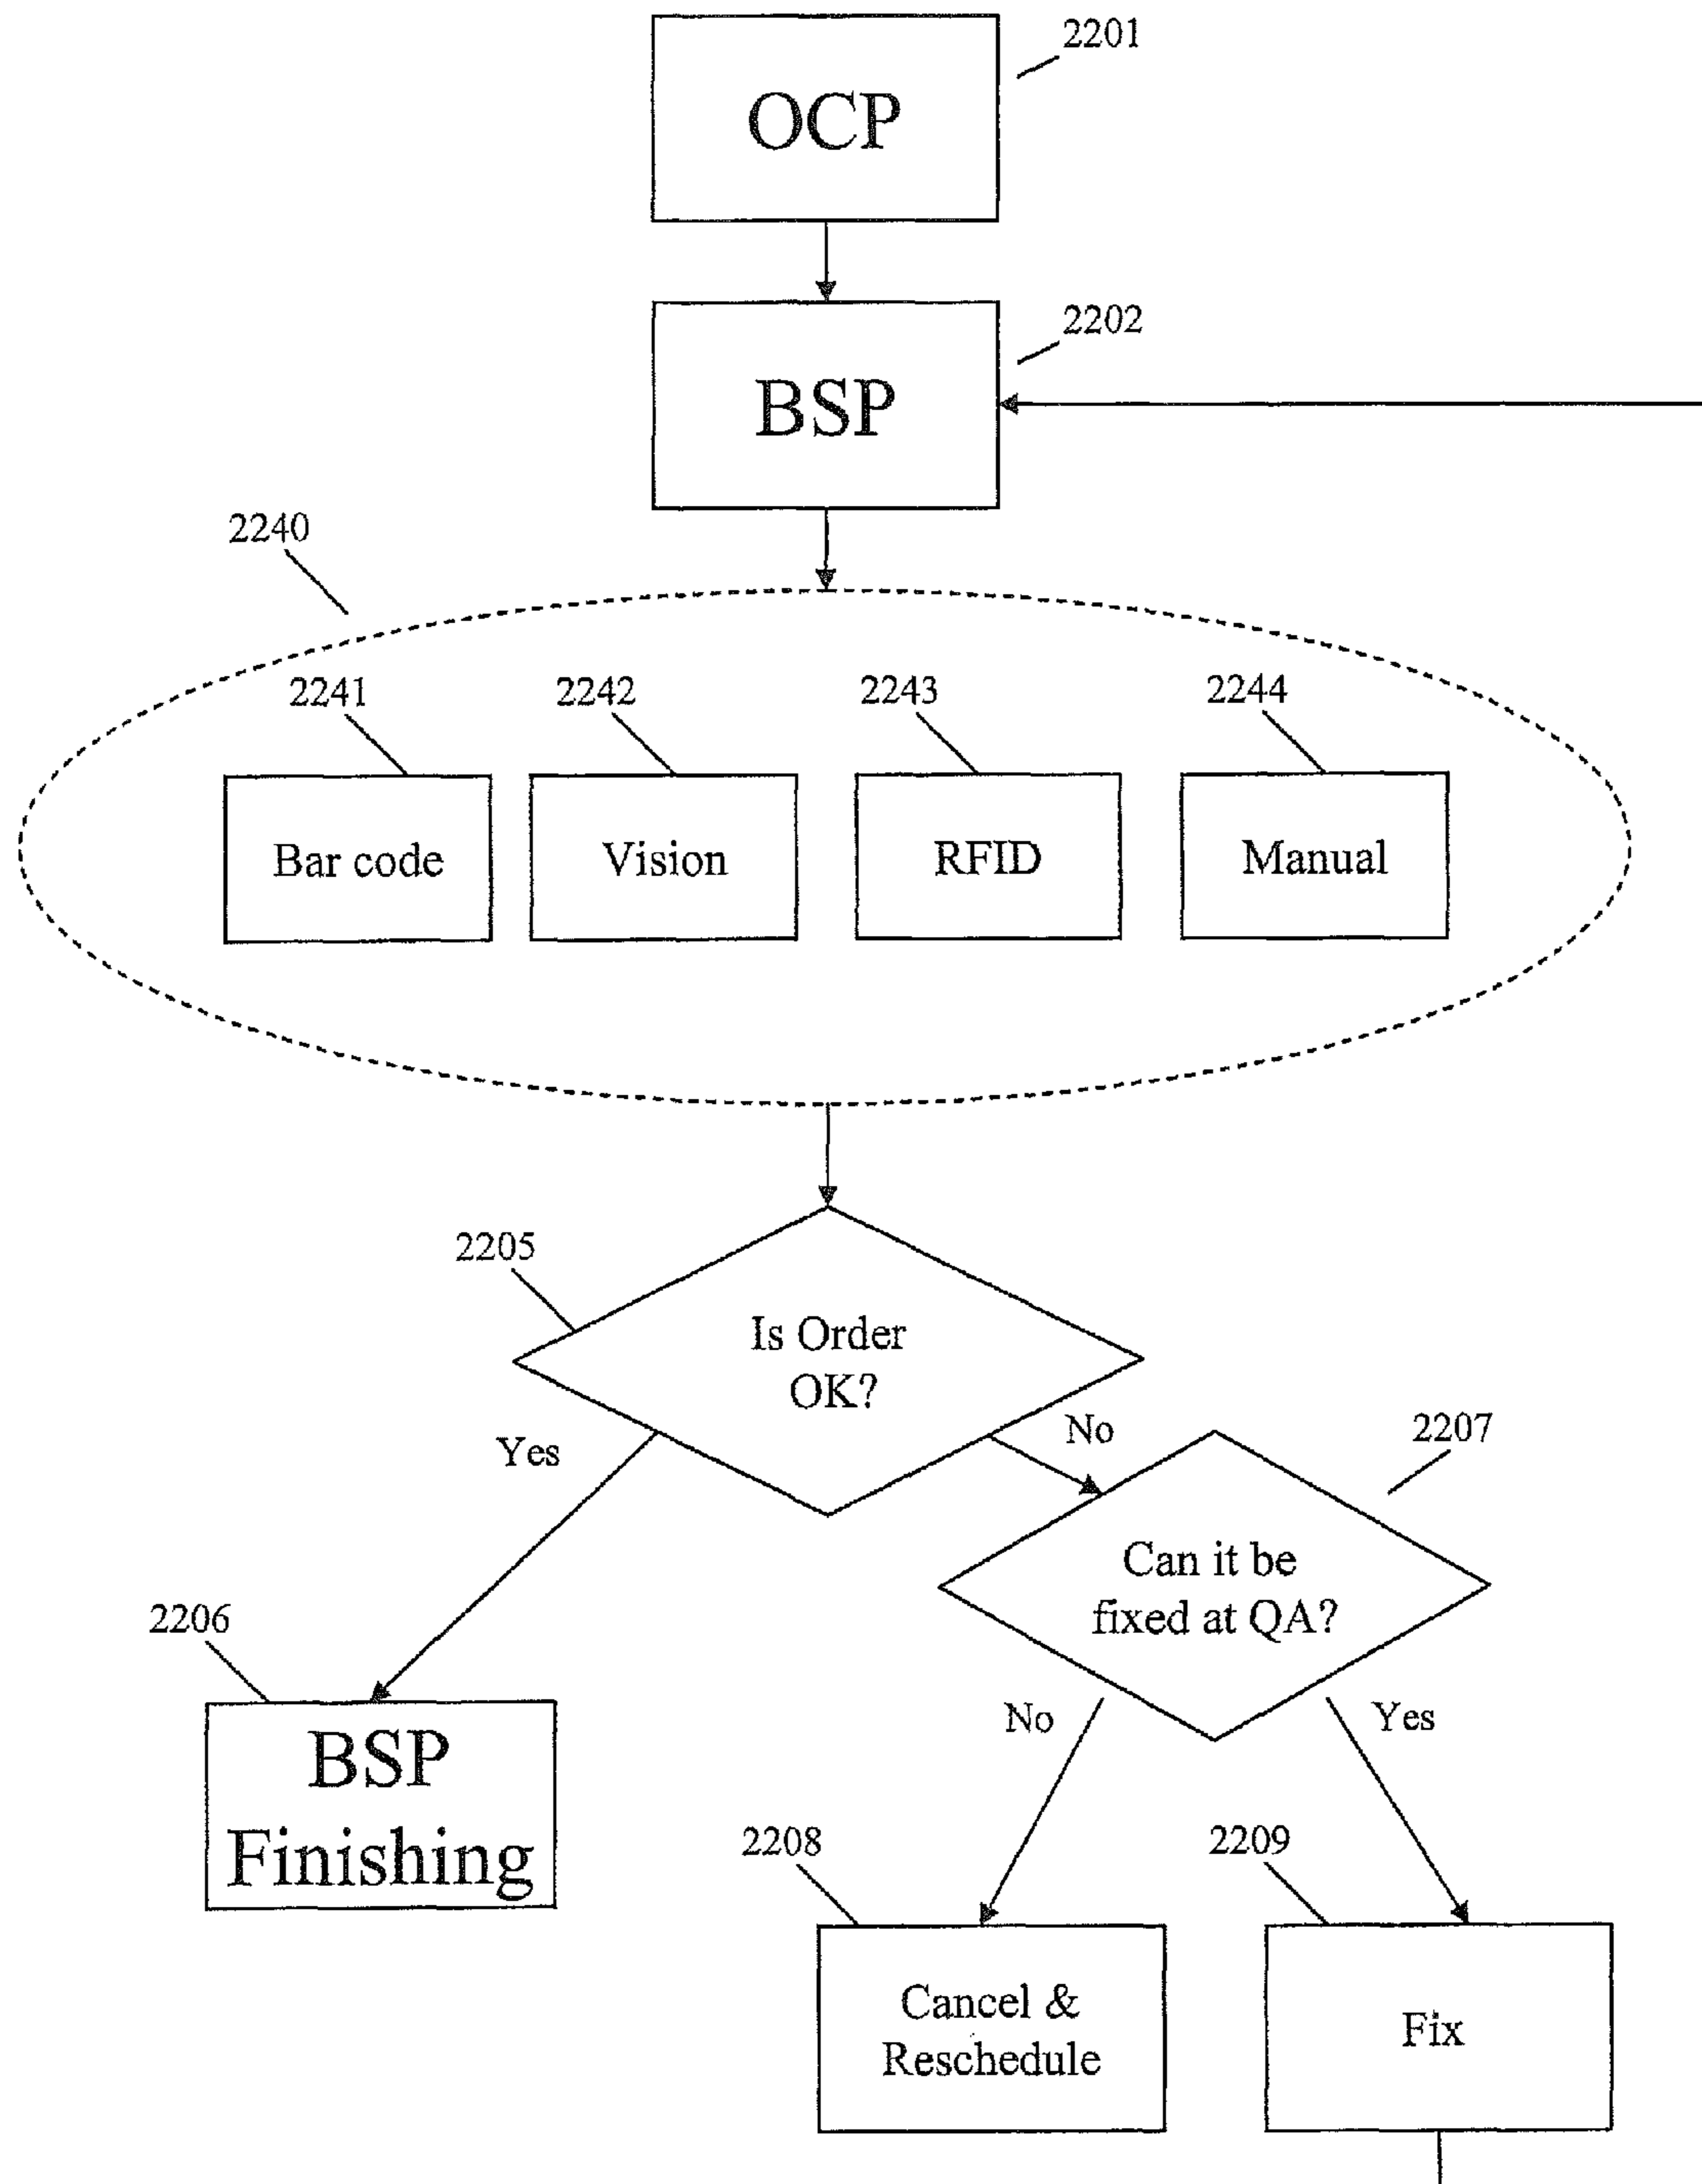 2201
OCP
2202
BSP
2240
2241
2242
2243
2244
Bar code
Vision
RFID
Manual
2205
Is Order
OK?
Yes
No
2207
Can it be
fixed at QA?
2206
BSP
Finishing
No
Yes
2208
2209
Cancel &
Reschedule
Fix